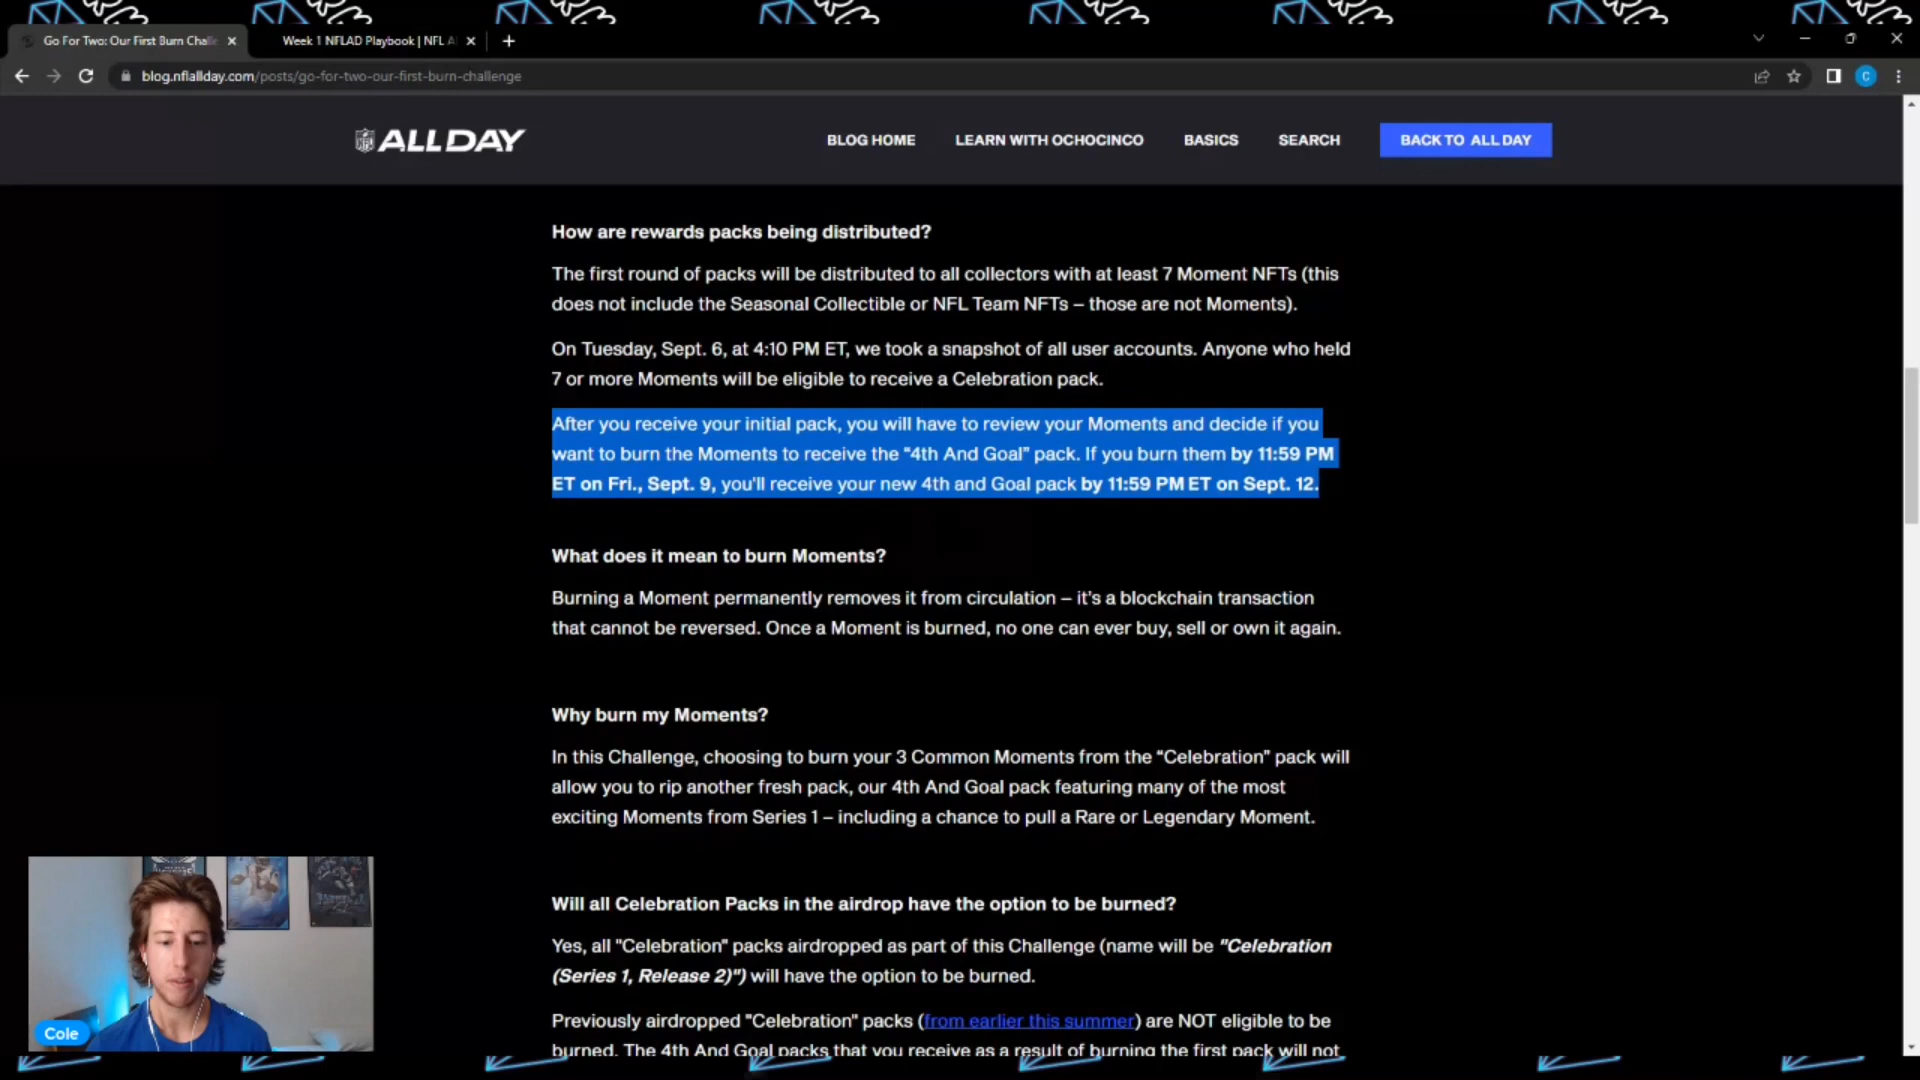 Go For Two: Our First Burn Challe
Week 1 NFLAD Playbook | NFL A
blog.nflallday.com/posts/go-for-two-our-first-burn-challenge
C
ALL DAY
BLOG HOME
LEARN WITH OCHOCINCO
BASICS
SEARCH
BACK TO ALL DAY
How are rewards packs being distributed?
The first round of packs will be distributed to all collectors with at least 7 Moment NFTs (this
does not include the Seasonal Collectible or NFL Team NFTs – those are not Moments).
On Tuesday, Sept. 6, at 4:10 PM ET, we took a snapshot of all user accounts. Anyone who held
7 or more Moments will be eligible to receive a Celebration pack.
After you receive your initial pack, you will have to review your Moments and decide if you
want to burn the Moments to receive the “4th And Goal” pack. If you burn them by 11:59 PM
ET on Fri., Sept. 9, you'll receive your new 4th and Goal pack by 11:59 PM ET on Sept. 12.
What does it mean to burn Moments?
Burning a Moment permanently removes it from circulation – it's a blockchain transaction
that cannot be reversed. Once a Moment is burned, no one can ever buy, sell or own it again.
Why burn my Moments?
In this Challenge, choosing to burn your 3 Common Moments from the “Celebration” pack will
allow you to rip another fresh pack, our 4th And Goal pack featuring many of the most
exciting Moments from Series 1 – including a chance to pull a Rare or Legendary Moment.
Will all Celebration Packs in the airdrop have the option to be burned?
Yes, all "Celebration" packs airdropped as part of this Challenge (name will be "Celebration
(Series 1, Release 2)") will have the option to be burned.
Previously airdropped "Celebration" packs (from earlier this summer) are NOT eligible to be
burned. The 4th And Goal packs that you receive as a result of burning the first pack will not
Cole